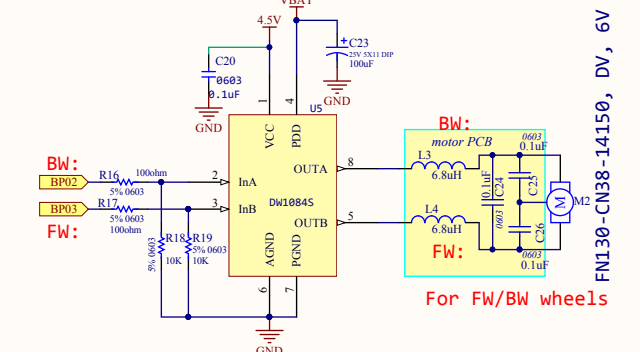 VBAT
4.5V
C20
0603
0.1uF
GND
C23
25V 5X11 DIP
100uF
GND
U5
1
4
VCC
PDD
BW:
motor PCB
0603
0.1uF
BW:
R16
100ohm
BP02
5% 0603
2
InA
OUTA
8
L3
6.8uH
0.1uF
C24
0603
C25
BP03
R17
5% 0603
100ohm
3
InB
DW1084S
OUTB
5
L4
6.8uH
C26
M
M2
FW:
FW:
5% 0603
R18
10K
R19
5% 0603
10K
AGND
PGND
6
7
0603
0.1uF
GND
For FW/BW wheels
FN130-CN38-14150, DV, 6V